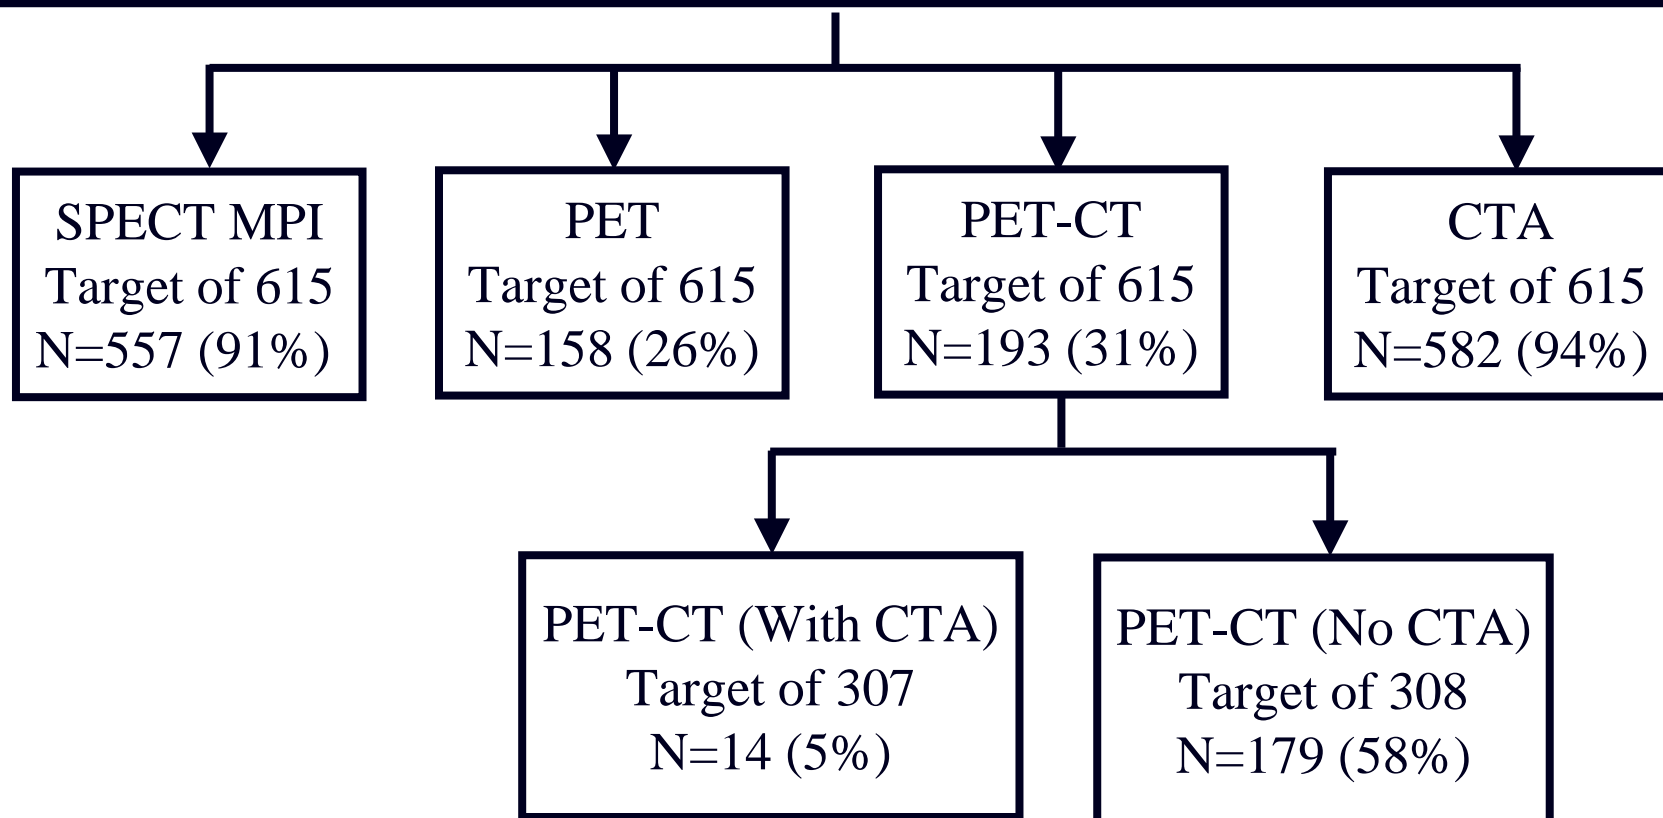 SPECT MPI
Target of 615
N=557 (91%)
PET
Target of 615
N=158 (26%)
PET-CT
Target of 615
N=193 (31%)
CTA
Target of 615
N=582 (94%)
PET-CT (With CTA)
Target of 307
N=14 (5%)
PET-CT (No CTA)
Target of 308
N=179 (58%)